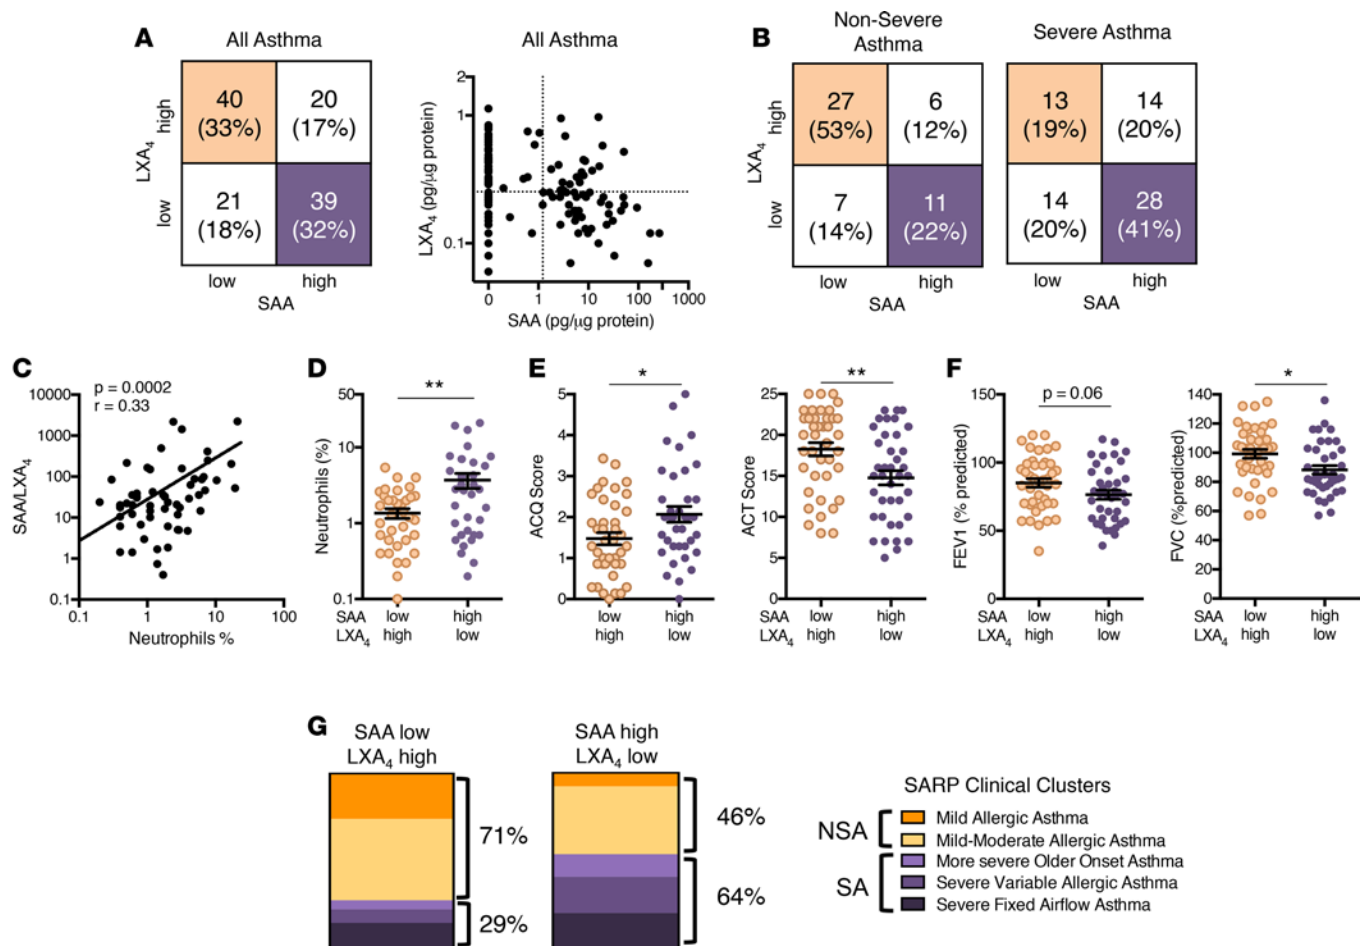 A
All Asthma
LXA4
high
low
40
(33%)
20
(17%)
21
(18%)
39
(32%)
low
high
SAA
All Asthma
LXA4 (pg/μg protein)
2
1
0.1
0
1
10
100
1000
SAA (pg/μg protein)
B
Non-Severe
Asthma
LXA4
high
low
27
(53%)
6
(12%)
7
(14%)
11
(22%)
low
high
SAA
Severe Asthma
13
(19%)
14
(20%)
14
(20%)
28
(41%)
low
high
SAA
C
p = 0.0002
r = 0.33
SAA/LXA4
10000
1000
100
10
1
0.1
0.1
1
10
100
Neutrophils %
D
**
Neutrophils (%)
50
10
1
0.1
SAA low high
LXA4 high low
E
*
ACQ Score
5
4
3
2
1
0
SAA low high
LXA4 high low
**
ACT Score
25
20
15
10
5
0
SAA low high
LXA4 high low
F
p = 0.06
FEV1 (% predicted)
150
100
50
0
SAA low high
LXA4 high low
*
FVC (%predicted)
140
120
100
80
60
40
20
0
SAA low high
LXA4 high low
G
SAA low
LXA4 high
71%
29%
SAA high
LXA4 low
46%
64%
SARP Clinical Clusters
NSA
Mild Allergic Asthma
Mild-Moderate Allergic Asthma
SA
More severe Older Onset Asthma
Severe Variable Allergic Asthma
Severe Fixed Airflow Asthma